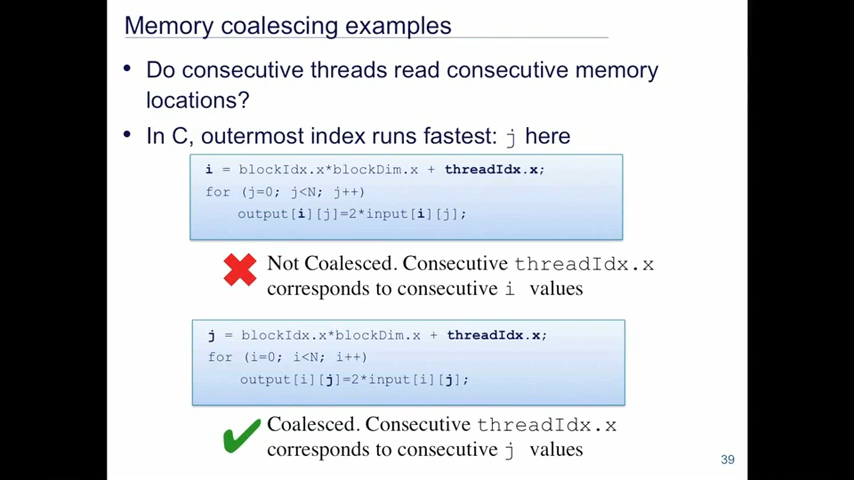 Memory coalescing examples
• Do consecutive threads read consecutive memory
locations?
• In C, outermost index runs fastest: j here
i = blockIdx.x*blockDim.x + threadIdx.x;
for (j=0; j<N; j++)
output[i][j]=2*input[i][j];
Not Coalesced. Consecutive threadIdx.x
corresponds to consecutive i values
j = blockIdx.x*blockDim.x + threadIdx.x;
for (i=0; i<N; i++)
output[i][j]=2*input[i][j];
Coalesced. Consecutive threadIdx.x
corresponds to consecutive j values
39